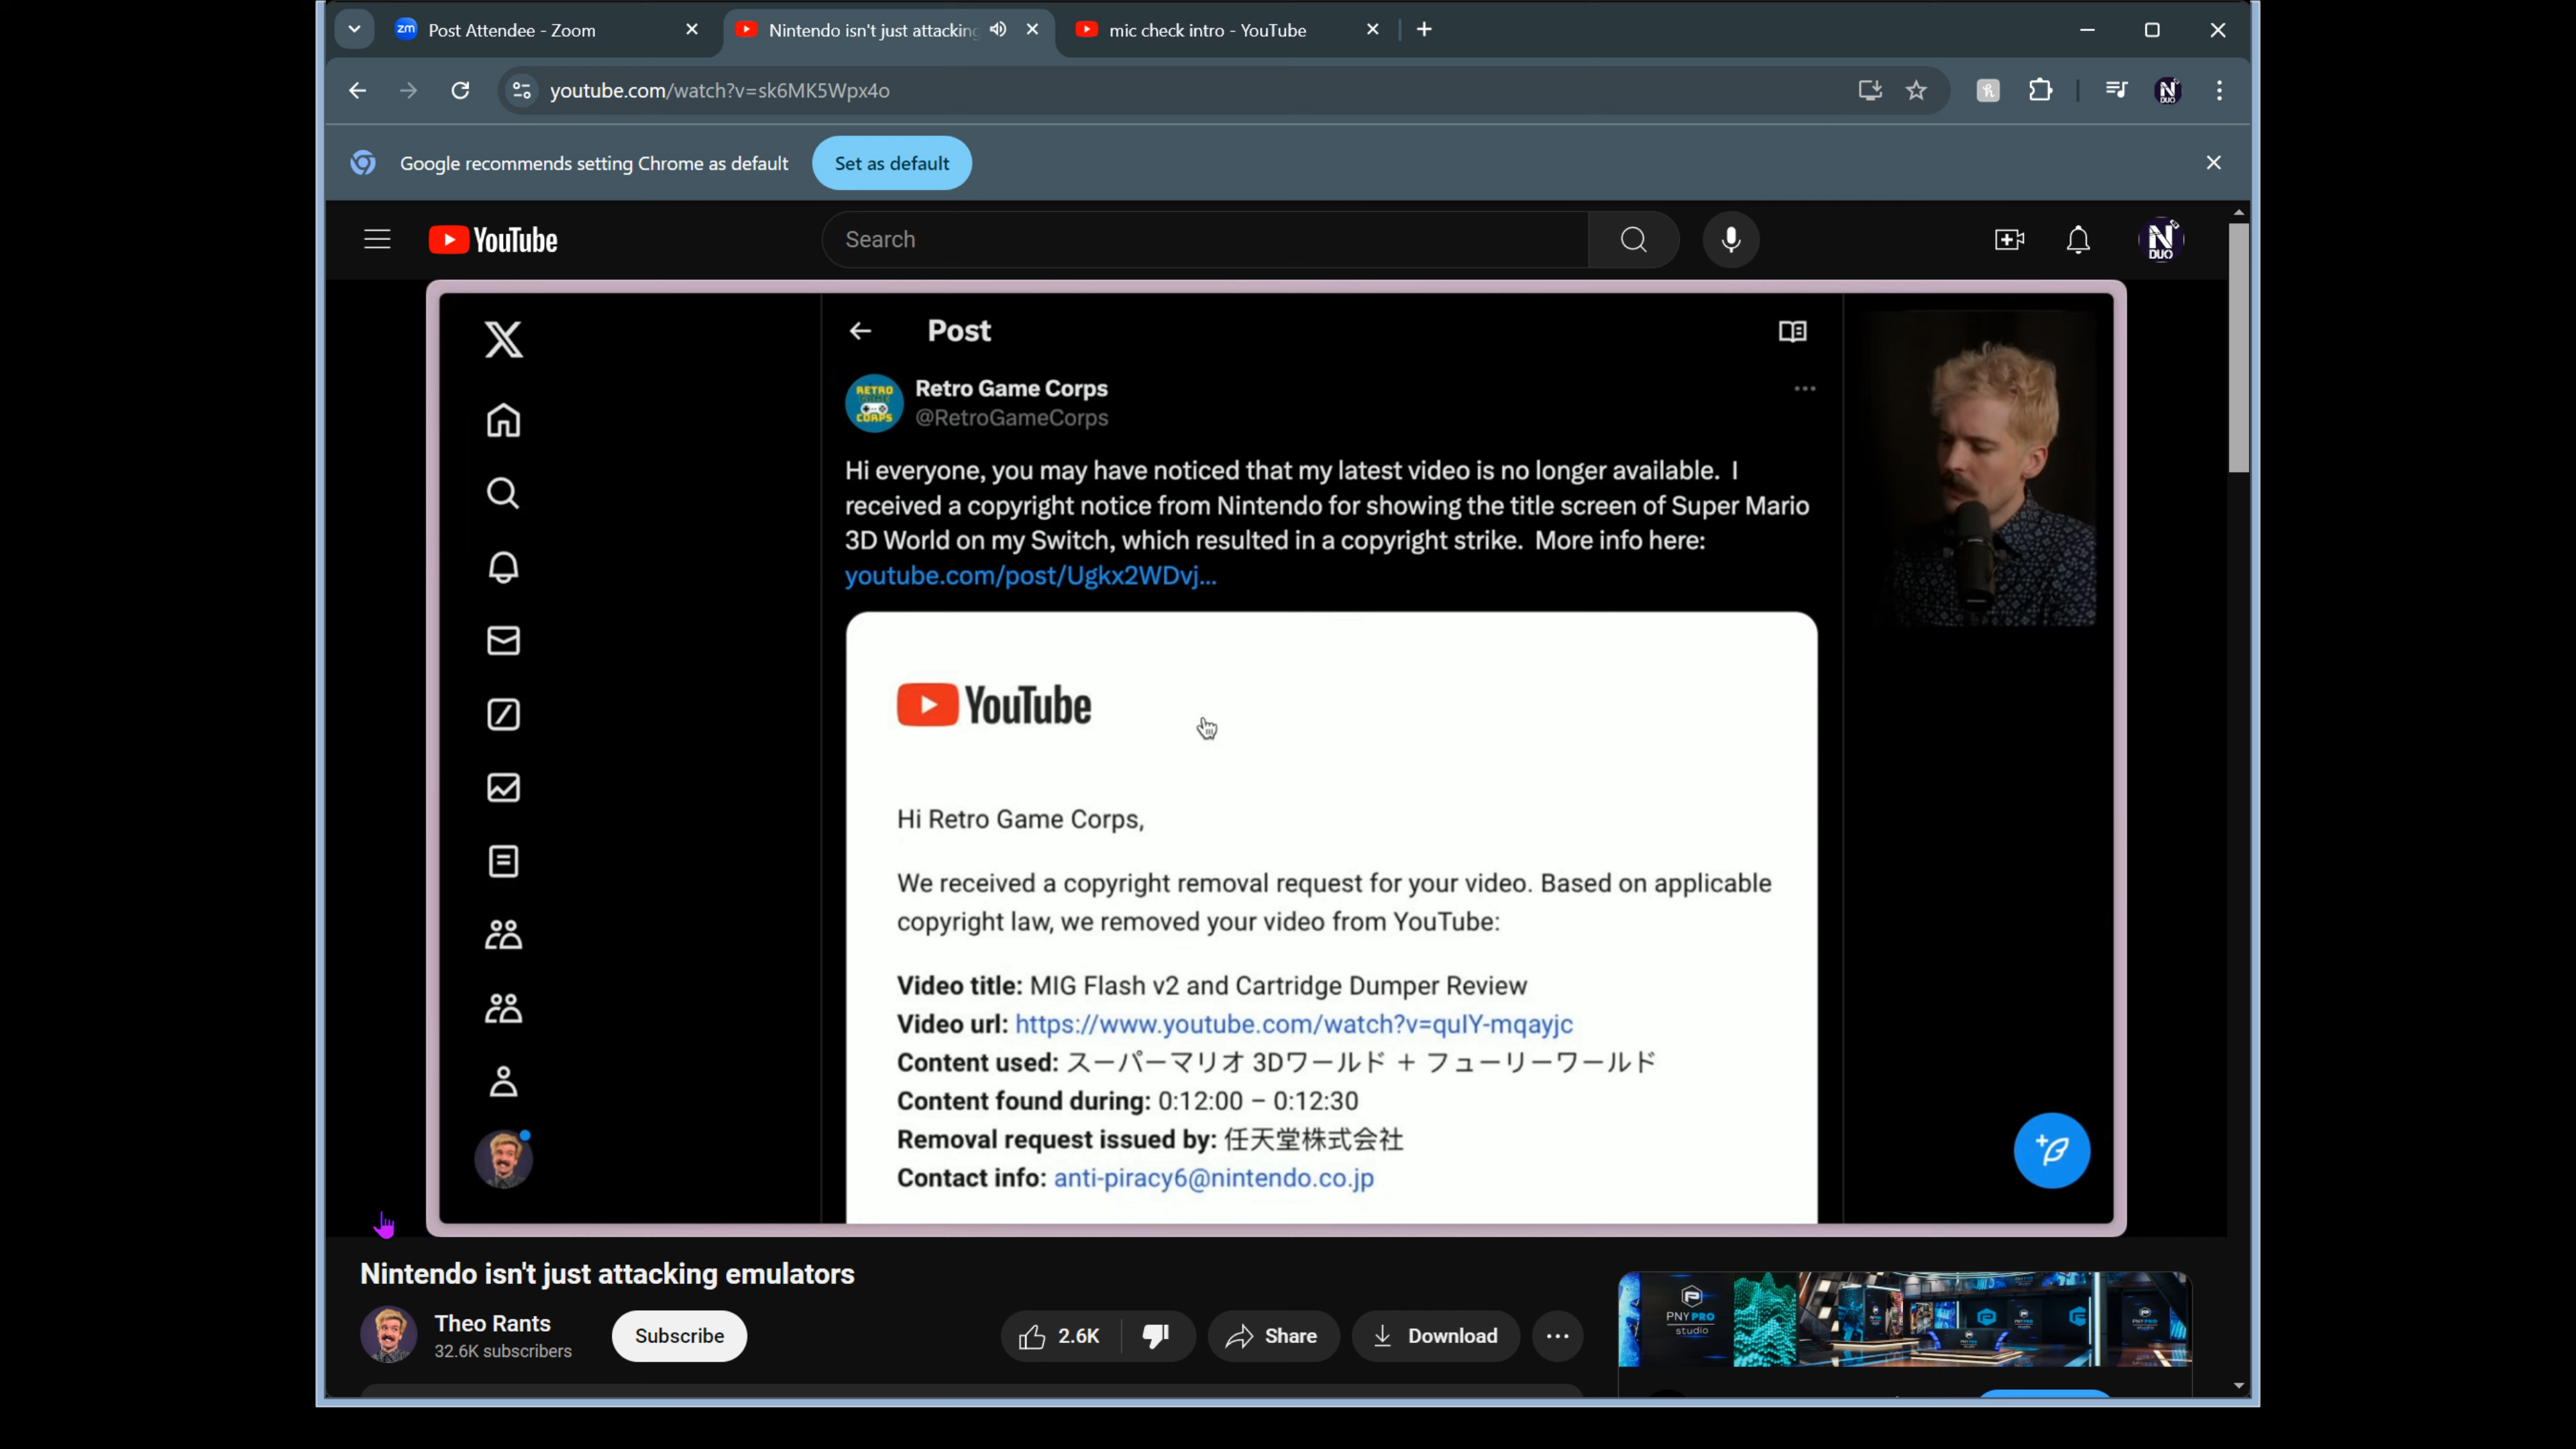 zm Post Attendee - Zoom
Nintendo isn't just attacking
mic check intro - YouTube
youtube.com/watch?v=sk6MK5Wpx4o
N DUO
Google recommends setting Chrome as default
Set as default
YouTube
Search
N DUO
Post
RETRO GAME CORPS
Retro Game Corps
@RetroGameCorps
Hi everyone, you may have noticed that my latest video is no longer available. I
received a copyright notice from Nintendo for showing the title screen of Super Mario
3D World on my Switch, which resulted in a copyright strike. More info here:
youtube.com/post/Ugkx2WDvj...
YouTube
Hi Retro Game Corps,
We received a copyright removal request for your video. Based on applicable
copyright law, we removed your video from YouTube:
Video title: MIG Flash v2 and Cartridge Dumper Review
Video url: https://www.youtube.com/watch?v=quIY-mqayjc
Content used: スーパーマリオ 3Dワールド + フューリーワールド
Content found during: 0:12:00 – 0:12:30
Removal request issued by: 任天堂株式会社
Contact info: anti-piracy6@nintendo.co.jp
Nintendo isn't just attacking emulators
Theo Rants
32.6K subscribers
Subscribe
2.6K
Share
Download
PNY PRO
studio